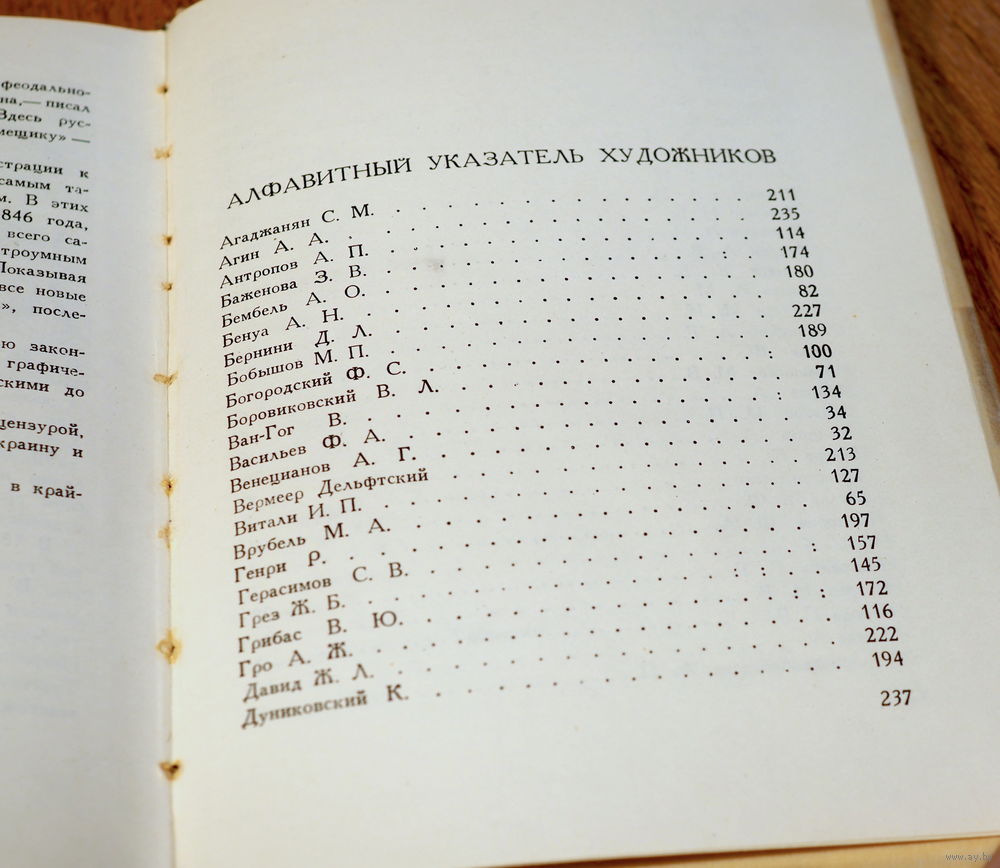 феодально-
на,— писал
Здесь рус-
мещику» —
страции к
самым та-
м. В этих
846 года,
всего са-
троумным
Показывая
все новые
», после-
ю закон-
графиче-
скими до
цензурой,
краину и
в край-
АЛФАВИТНЫЙ УКАЗАТЕЛЬ ХУДОЖНИКОВ
Агаджанян С. М. 211
Агин А. А. 235
Антропов А. П. 114
Баженова З. В. 174
Бембель А. О. 180
Бенуа А. Н. 82
Бернини Д. Л. 227
Бобышов М. П. 189
Богородский Ф. С. 100
Боровиковский В. Л. 71
Ван-Гог В. 134
Васильев Ф. А. 34
Венецианов А. Г. 32
Вермеер Дельфтский 213
Витали И. П. 127
Врубель М. А. 65
Генри Р. 197
Герасимов С. В. 157
Грез Ж. Б. 145
Грибас В. Ю. 172
Гро А. Ж. 116
Давид Ж. Л. 222
Дуниковский К. 194
237
www.ay.by